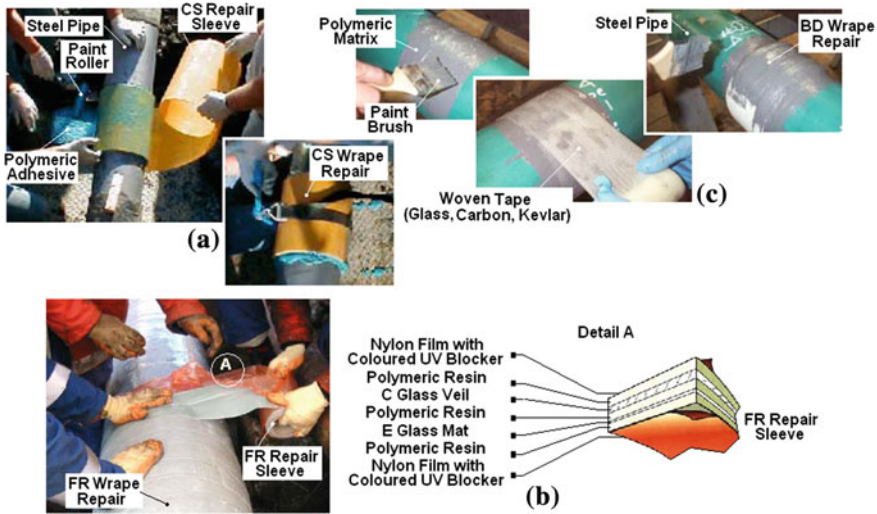 Steel Pipe
Paint
Roller
CS Repair
Sleeve
Polymeric
Adhesive
CS Wrape
Repair
(a)
Polymeric
Matrix
Paint
Brush
Woven Tape
(Glass, Carbon, Kevlar)
Steel Pipe
BD Wrape
Repair
(c)
A
FR Repair
Sleeve
FR Wrape
Repair
Detail A
Nylon Film with
Coloured UV Blocker
Polymeric Resin
C Glass Veil
Polymeric Resin
E Glass Mat
Polymeric Resin
Nylon Film with
Coloured UV Blocker
FR Repair
Sleeve
(b)